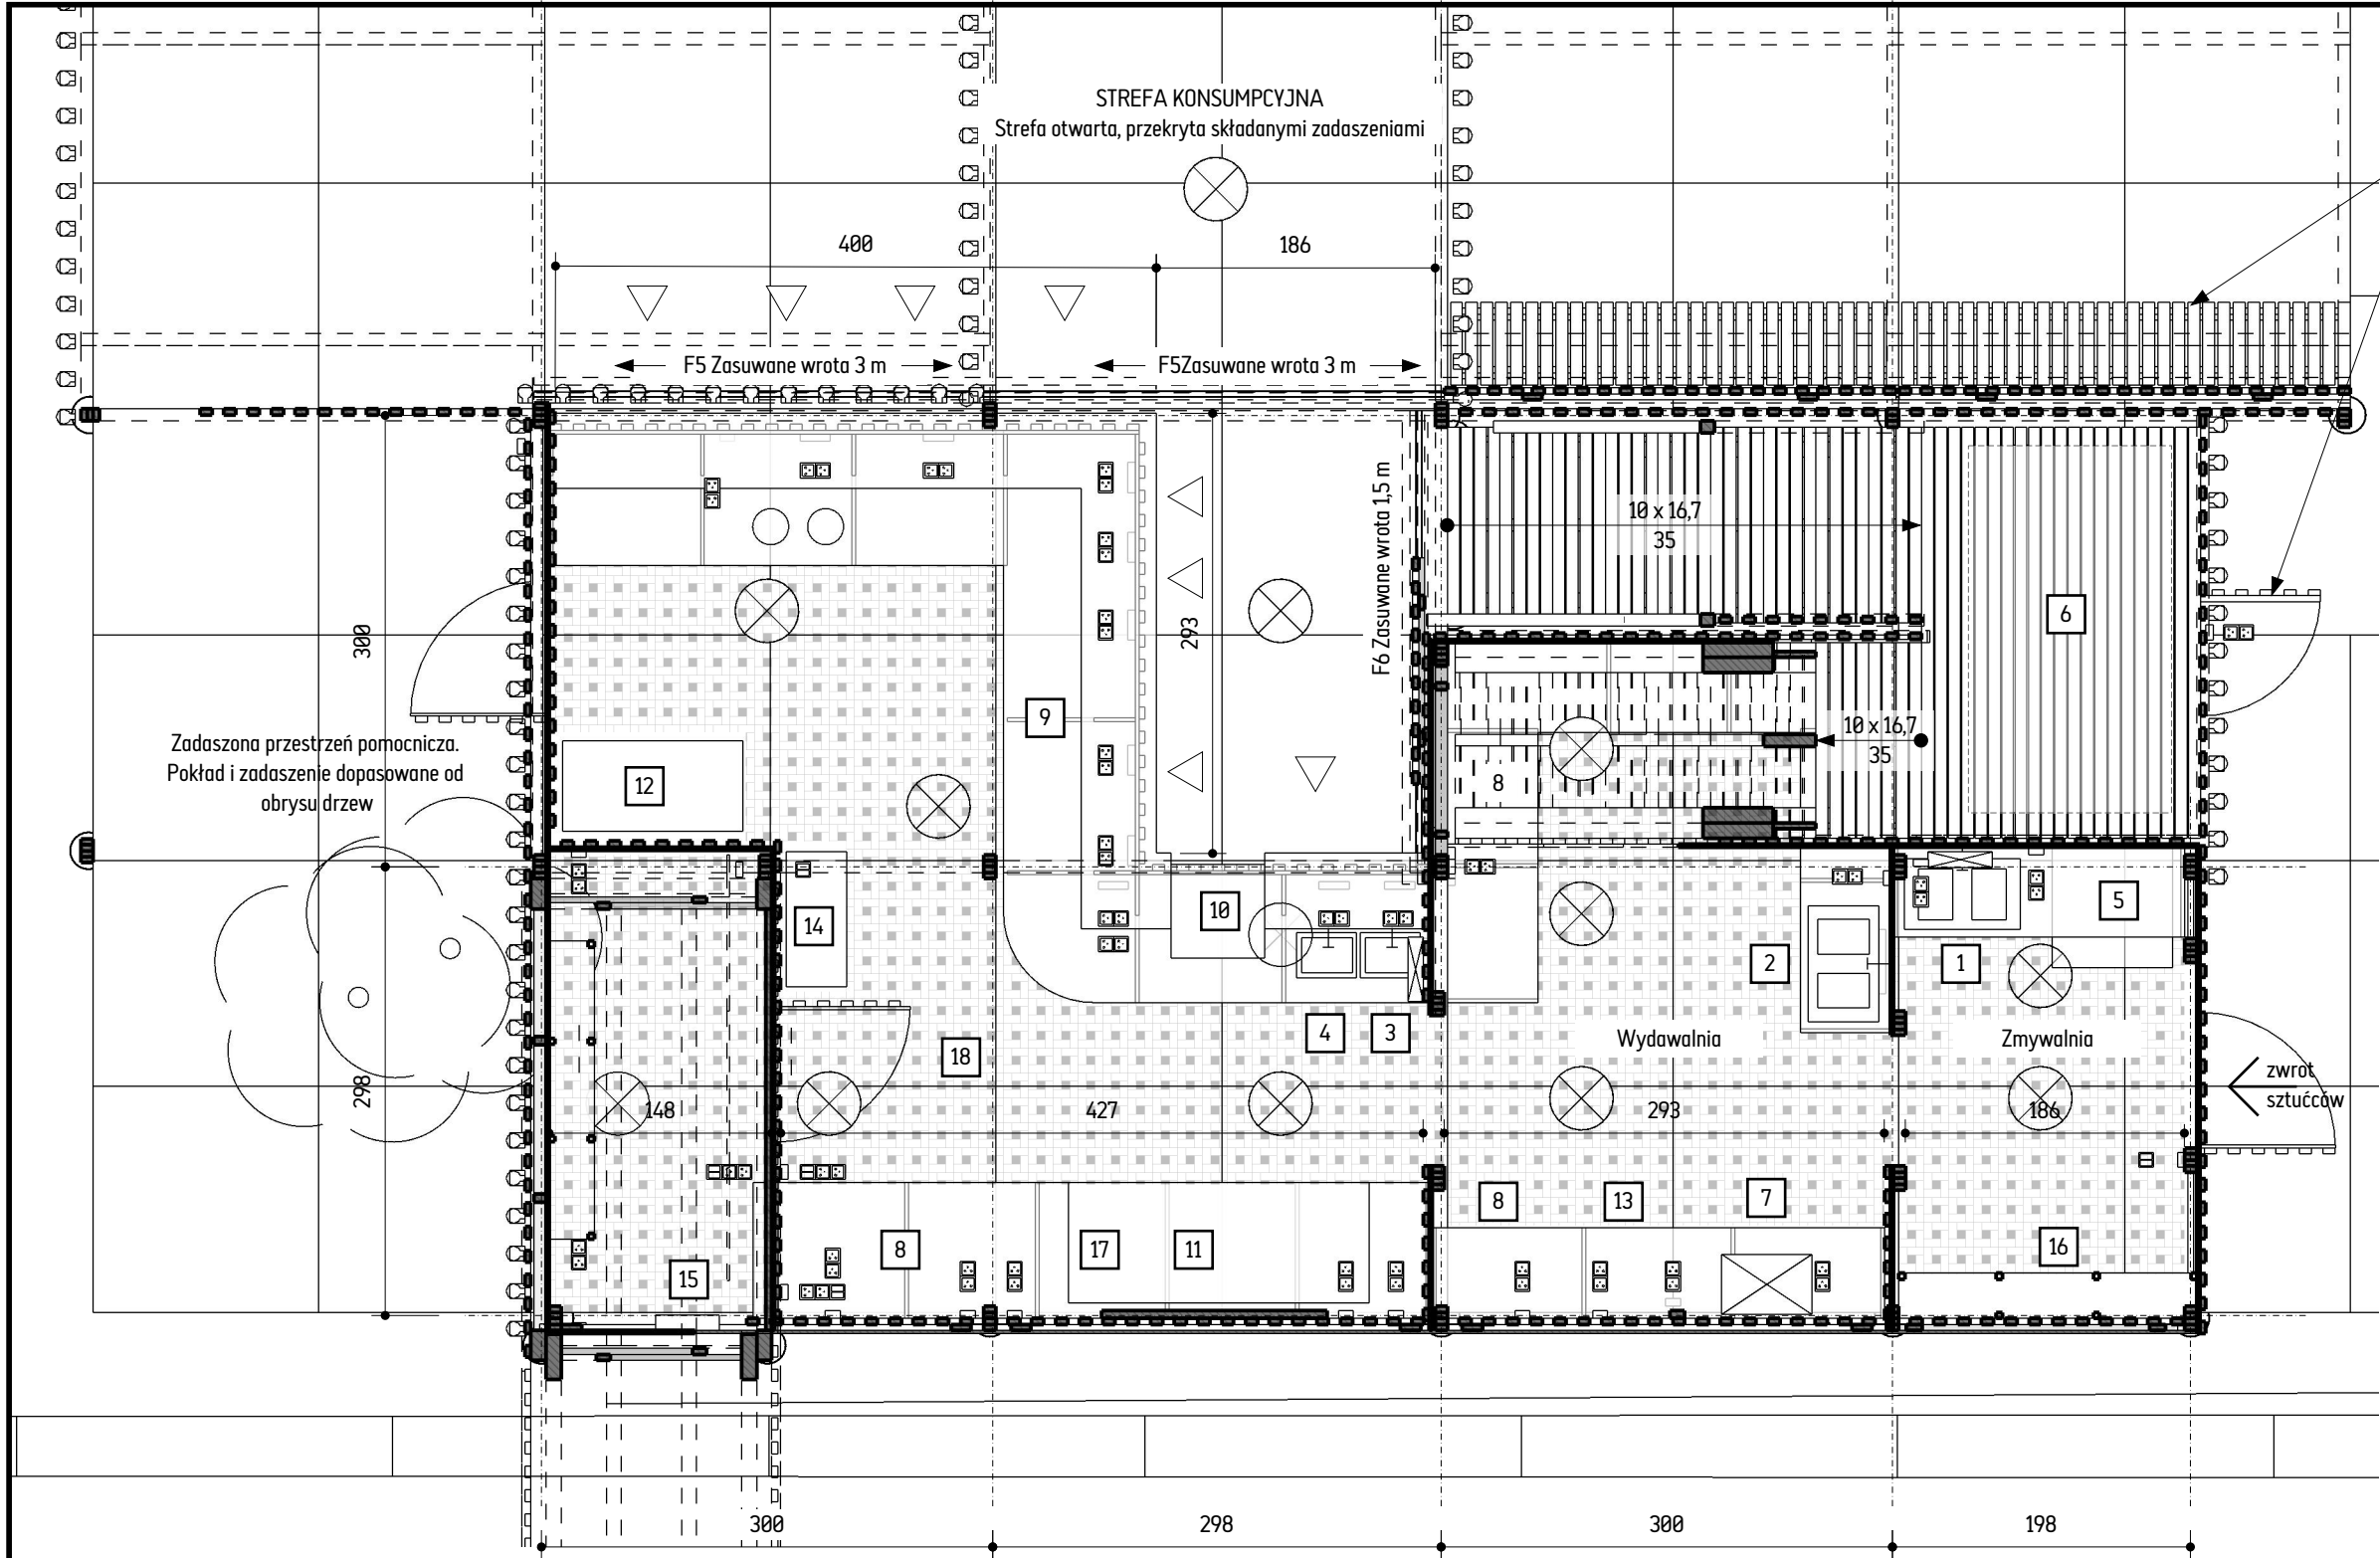 STREFA KONSUMPCYJNA
Strefa otwarta, przekryta składanymi zadaszeniami
400
186
F5 Zasuwane wrota 3 m
F5Zasuwane wrota 3 m
F6 Zasuwane wrota 1,5 m
10 x 16,7
35
6
300
293
9
10 x 16,7
35
Zadaszona przestrzeń pomocnicza.
Pokład i zadaszenie dopasowane od
obrysu drzew
12
8
14
10
5
2
1
4
3
18
Wydawalnia
Zmywalnia
zwrot
sztućców
298
148
427
293
186
8
13
7
8
17
11
16
15
300
298
300
198